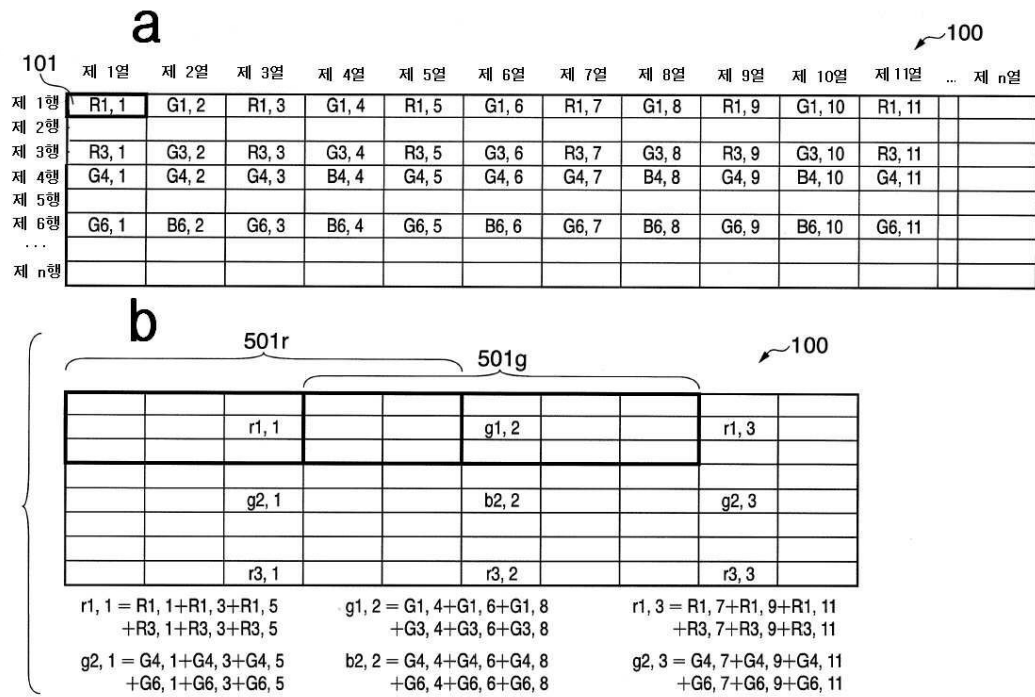 a
100
101
제 1열 제 2열 제 3열 제 4열 제 5열 제 6열 제 7열 제 8열 제 9열 제 10열 제 11열 ... 제 n열
제 1행 R1, 1 G1, 2 R1, 3 G1, 4 R1, 5 G1, 6 R1, 7 G1, 8 R1, 9 G1, 10 R1, 11
제 2행
제 3행 R3, 1 G3, 2 R3, 3 G3, 4 R3, 5 G3, 6 R3, 7 G3, 8 R3, 9 G3, 10 R3, 11
제 4행 G4, 1 G4, 2 G4, 3 B4, 4 G4, 5 G4, 6 G4, 7 B4, 8 G4, 9 B4, 10 G4, 11
제 5행
제 6행 G6, 1 B6, 2 G6, 3 B6, 4 G6, 5 B6, 6 G6, 7 B6, 8 G6, 9 B6, 10 G6, 11
...
제 n행
b
501r
501g
100
r1, 1 g1, 2 r1, 3
g2, 1 b2, 2 g2, 3
r3, 1 r3, 2 r3, 3
r1, 1 = R1, 1+R1, 3+R1, 5 g1, 2 = G1, 4+G1, 6+G1, 8 r1, 3 = R1, 7+R1, 9+R1, 11
+R3, 1+R3, 3+R3, 5 +G3, 4+G3, 6+G3, 8 +R3, 7+R3, 9+R3, 11
g2, 1 = G4, 1+G4, 3+G4, 5 b2, 2 = G4, 4+G4, 6+G4, 8 g2, 3 = G4, 7+G4, 9+G4, 11
+G6, 1+G6, 3+G6, 5 +G6, 4+G6, 6+G6, 8 +G6, 7+G6, 9+G6, 11